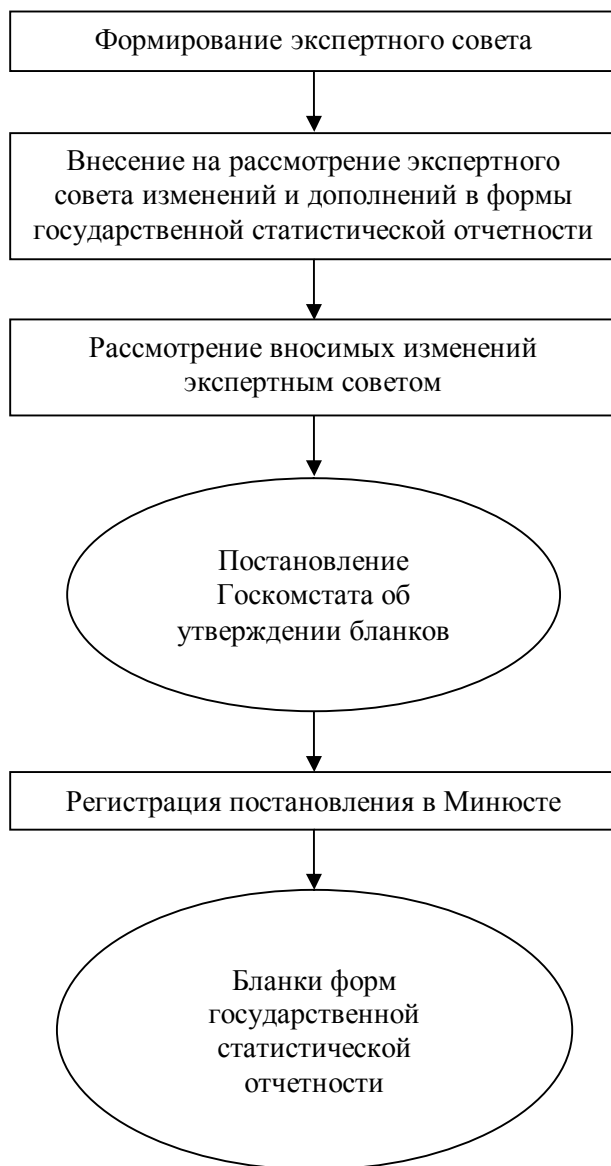 Формирование экспертного совета
Внесение на рассмотрение экспертного
совета изменений и дополнений в формы
государственной статистической отчетности
Рассмотрение вносимых изменений
экспертным советом
Постановление
Госкомстата об
утверждении бланков
Регистрация постановления в Минюсте
Бланки форм
государственной
статистической
отчетности